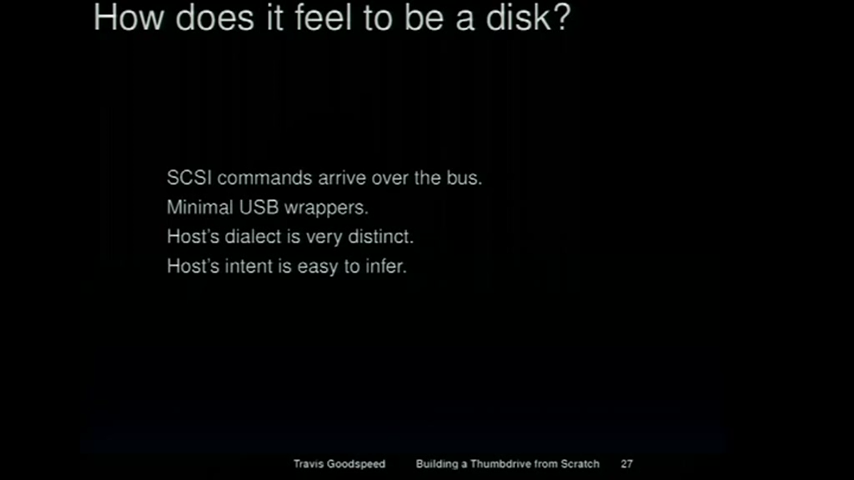 How does it feel to be a disk?
SCSI commands arrive over the bus.
Minimal USB wrappers.
Host's dialect is very distinct.
Host's intent is easy to infer.
Travis Goodspeed Building a Thumbdrive from Scratch 27